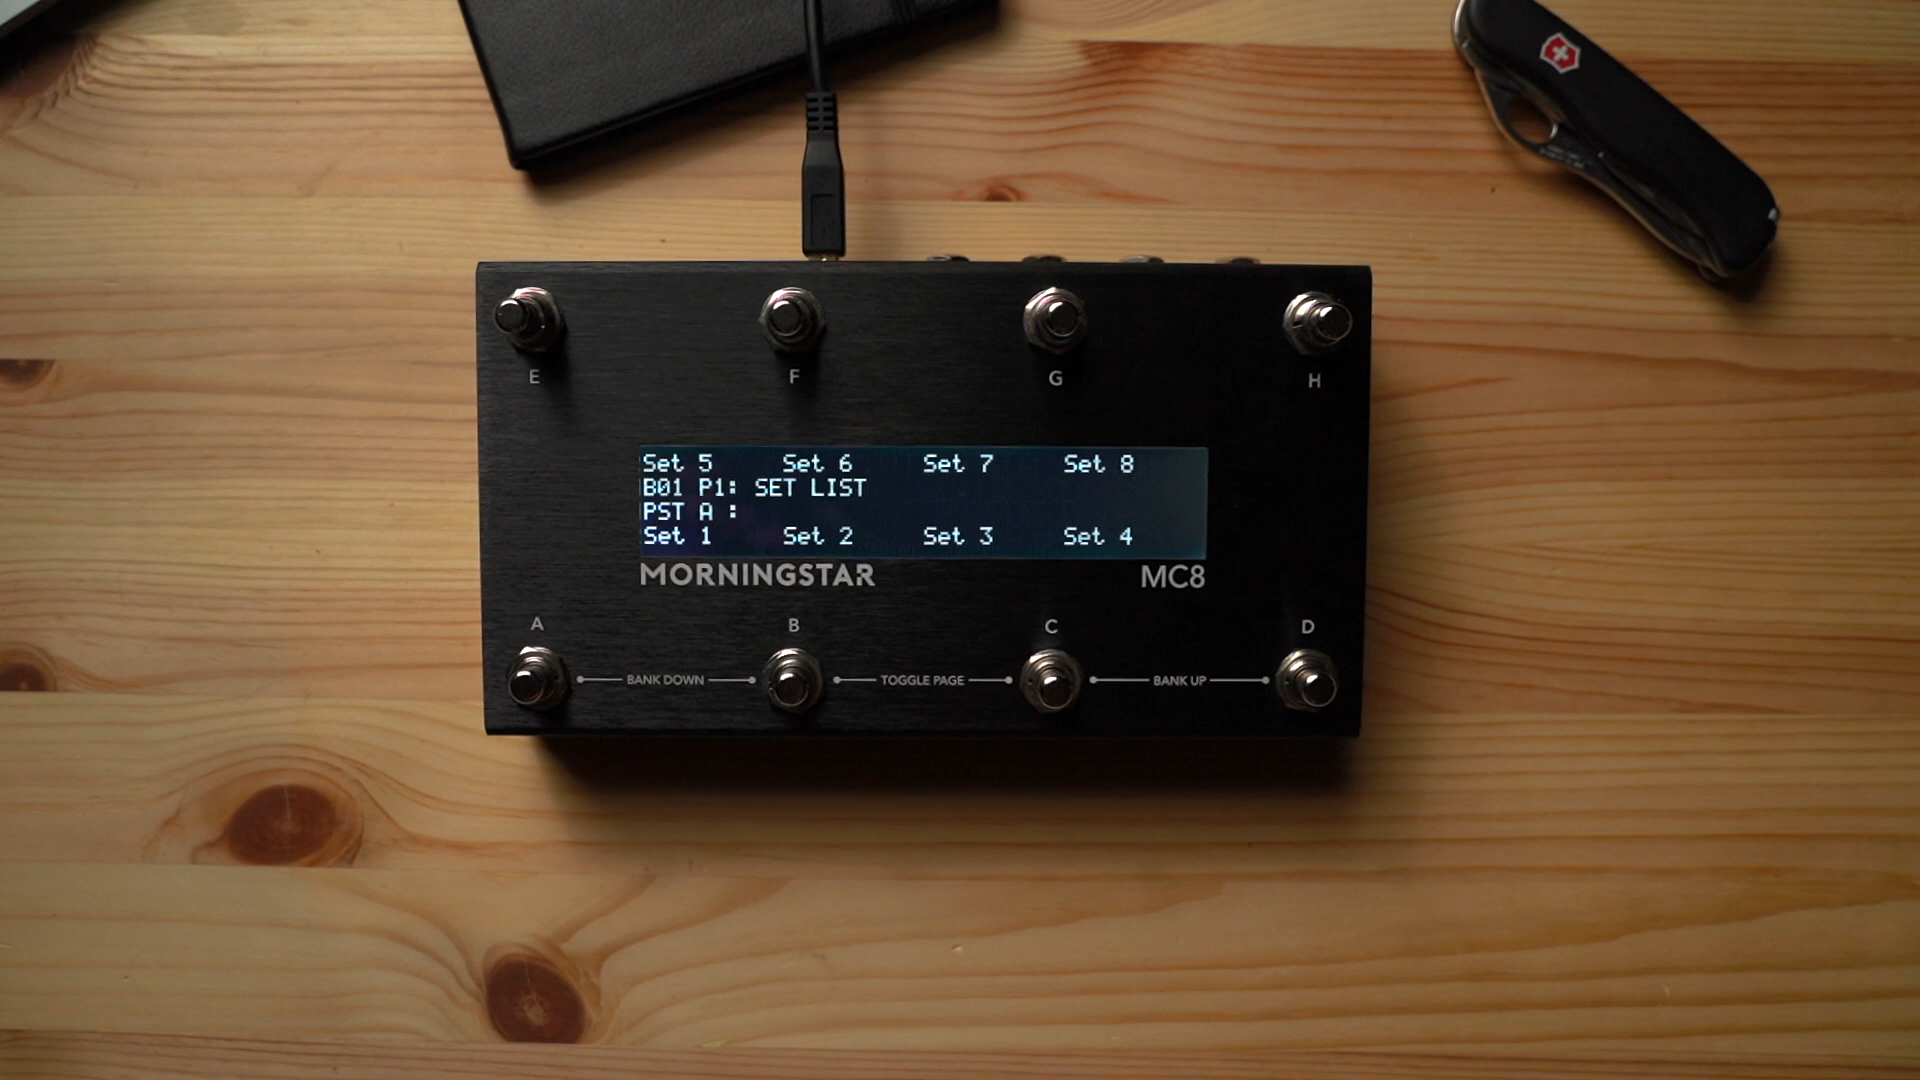 E F G H
Set 5 Set 6 Set 7 Set 8
B01 P1: SET LIST
PST A :
Set 1 Set 2 Set 3 Set 4
MORNINGSTAR MC8
A B C D
BANK DOWN TOGGLE PAGE BANK UP